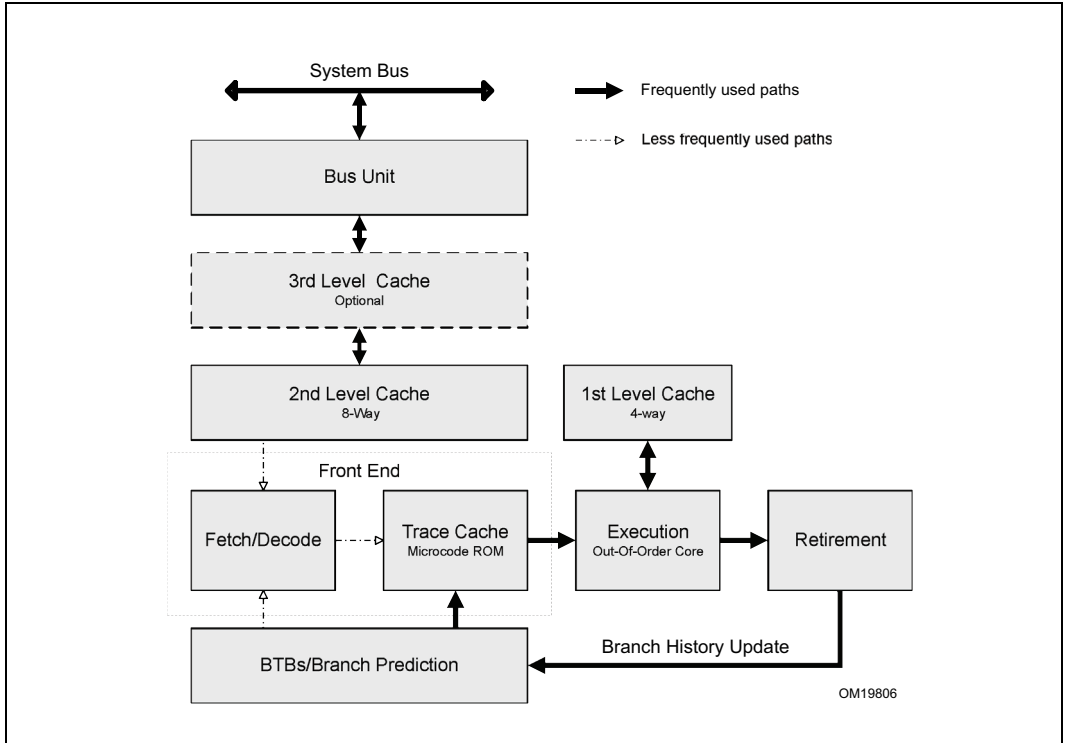 System Bus
Frequently used paths
Less frequently used paths
Bus Unit
3rd Level Cache
Optional
2nd Level Cache
8-Way
1st Level Cache
4-way
Front End
Fetch/Decode
Trace Cache
Microcode ROM
Execution
Out-Of-Order Core
Retirement
BTBs/Branch Prediction
Branch History Update
OM19806